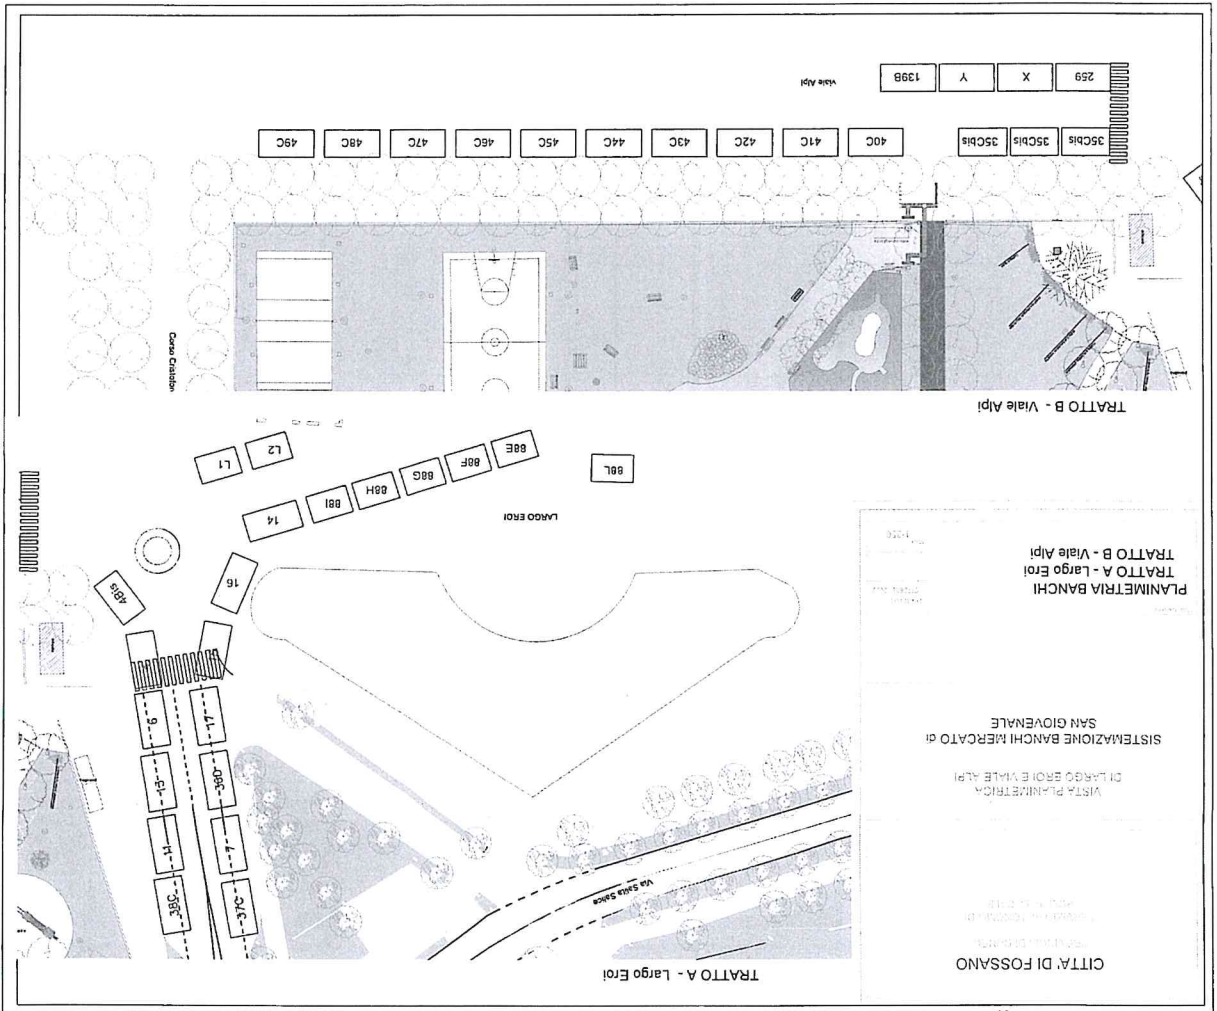 CITTA' DI FOSSANO
VISTA PLANIMETRICA
DI LARGO EROI E VIALE ALPI
SISTEMAZIONE BANCHI MERCATO di
SAN GIOVENALE
PLANIMETRIA BANCHI
TRATTO A - Largo Eroi
TRATTO B - Viale Alpi
TRATTO A - Largo Eroi
Via Salita Salice
37C
38C
7
11
38D
13
17
9
16
4Bis
LARGO EROI
14
88I
88H
88G
88F
88E
88L
L2
L1
TRATTO B - Viale Alpi
Corso Cristofori
35Cbis
35Cbis
35Cbis
40C
41C
42C
43C
44C
45C
46C
47C
48C
49C
259
X
Y
139B
viale Alpi